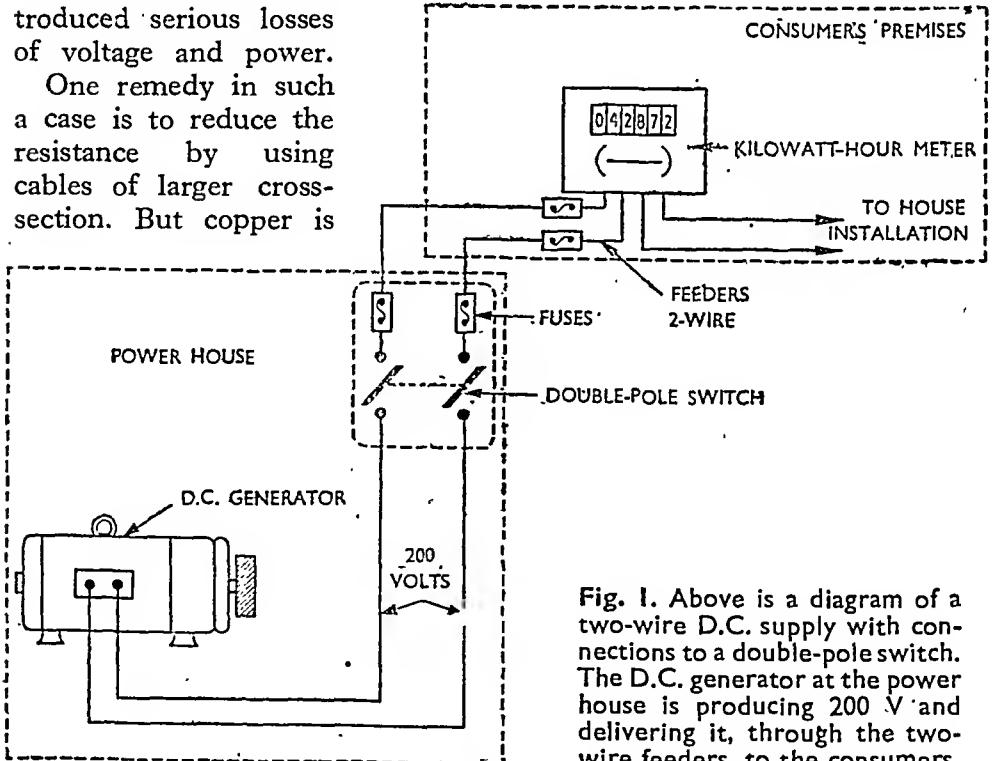 troduced serious losses
of voltage and power.
One remedy in such
a case is to reduce the
resistance by using
cables of larger cross-
section. But copper is
CONSUMER'S PREMISES
042872
KILOWATT-HOUR METER
TO HOUSE
INSTALLATION
FEEDERS
2-WIRE
FUSES
POWER HOUSE
DOUBLE-POLE SWITCH
D.C. GENERATOR
200
VOLTS
Fig. 1. Above is a diagram of a
two-wire D.C. supply with con-
nections to a double-pole switch.
The D.C. generator at the power
house is producing 200 V and
delivering it, through the two-
wire feeders, to the consumers.